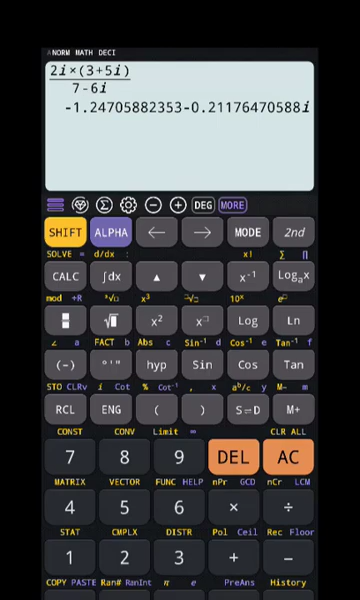 ᴬNORM MATH DECI
2i×(3+5i)
7-6i
-1.24705882353-0.21176470588i
DEG MORE
SHIFT ALPHA ← → MODE 2nd
SOLVE = d/dx : x! ∑ ∏
CALC ∫dx ▲ ▼ x⁻¹ Logₐx
mod +R ³√□ x³ □√□ 10ˣ e□
√□ x² x□ Log Ln
∠ a FACT b Abs c Sin⁻¹ d Cos⁻¹ e Tan⁻¹ f
(−) °'" hyp Sin Cos Tan
STO CLRv i Cot % Cot⁻¹ , x aᵇ/c y M− m
RCL ENG ( ) S⇔D M+
CONST CONV Limit ∞ CLR ALL
7 8 9 DEL AC
MATRIX VECTOR FUNC HELP nPr GCD nCr LCM
4 5 6 × ÷
STAT CMPLX DISTR Pol Ceil Rec Floor
1 2 3 + −
COPY PASTE Ran# RanInt π e PreAns History